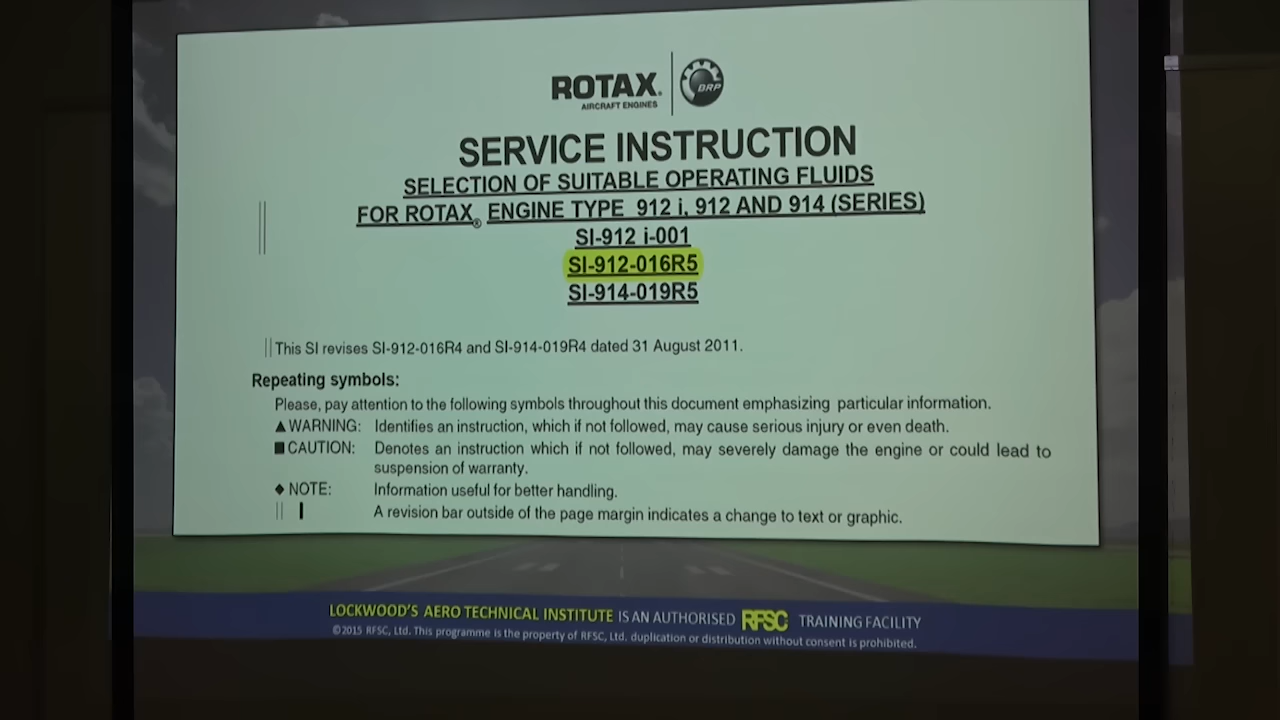 ROTAX®
AIRCRAFT ENGINES
BRP
SERVICE INSTRUCTION
SELECTION OF SUITABLE OPERATING FLUIDS
FOR ROTAX® ENGINE TYPE 912 i, 912 AND 914 (SERIES)
SI-912 i-001
SI-912-016R5
SI-914-019R5
This SI revises SI-912-016R4 and SI-914-019R4 dated 31 August 2011.
Repeating symbols:
Please, pay attention to the following symbols throughout this document emphasizing particular information.
▲ WARNING: Identifies an instruction, which if not followed, may cause serious injury or even death.
■ CAUTION: Denotes an instruction which if not followed, may severely damage the engine or could lead to
suspension of warranty.
◆ NOTE: Information useful for better handling.
A revision bar outside of the page margin indicates a change to text or graphic.
LOCKWOOD'S AERO TECHNICAL INSTITUTE IS AN AUTHORISED RFSC TRAINING FACILITY
©2015 RFSC, Ltd. This programme is the property of RFSC, Ltd. duplication or distribution without consent is prohibited.